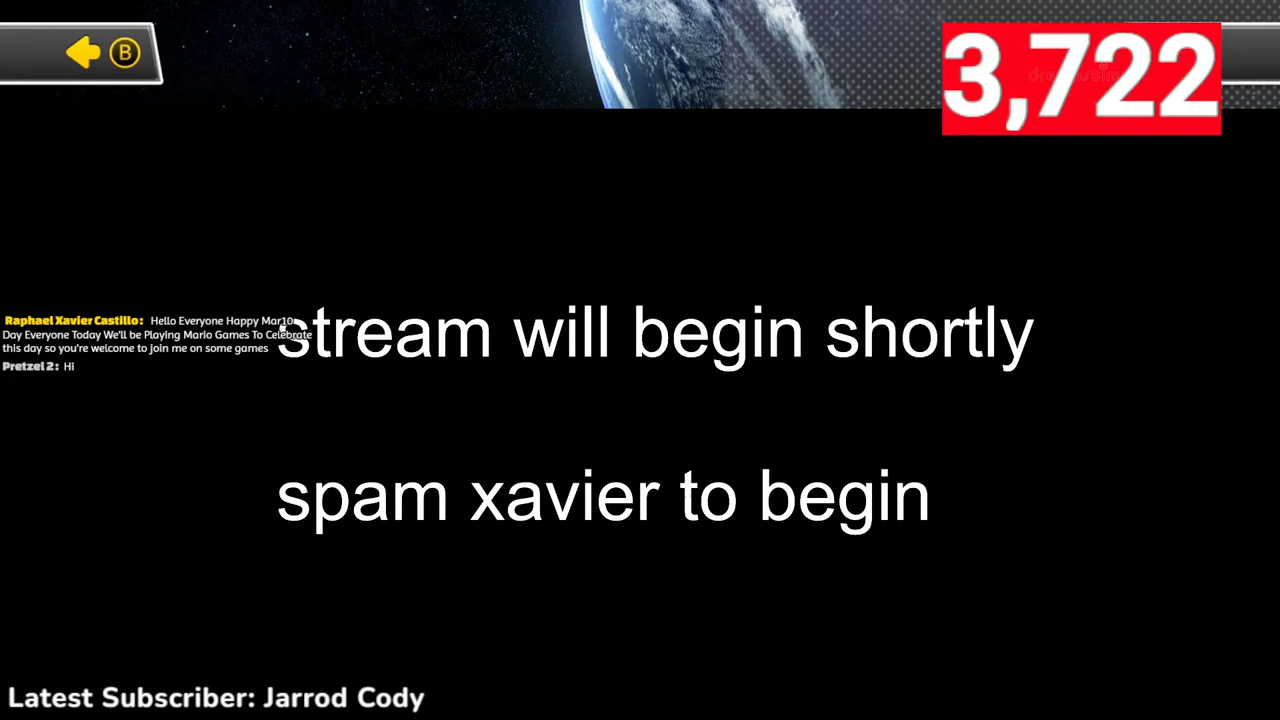 B
3,722
dreamstime
stream will begin shortly
Raphael Xavier Castillo: Hello Everyone Happy Mar10
Day Everyone Today We'll be Playing Mario Games To Celebrate
this day so you're welcome to join me on some games
Pretzel 2: Hi
spam xavier to begin
Latest Subscriber: Jarrod Cody